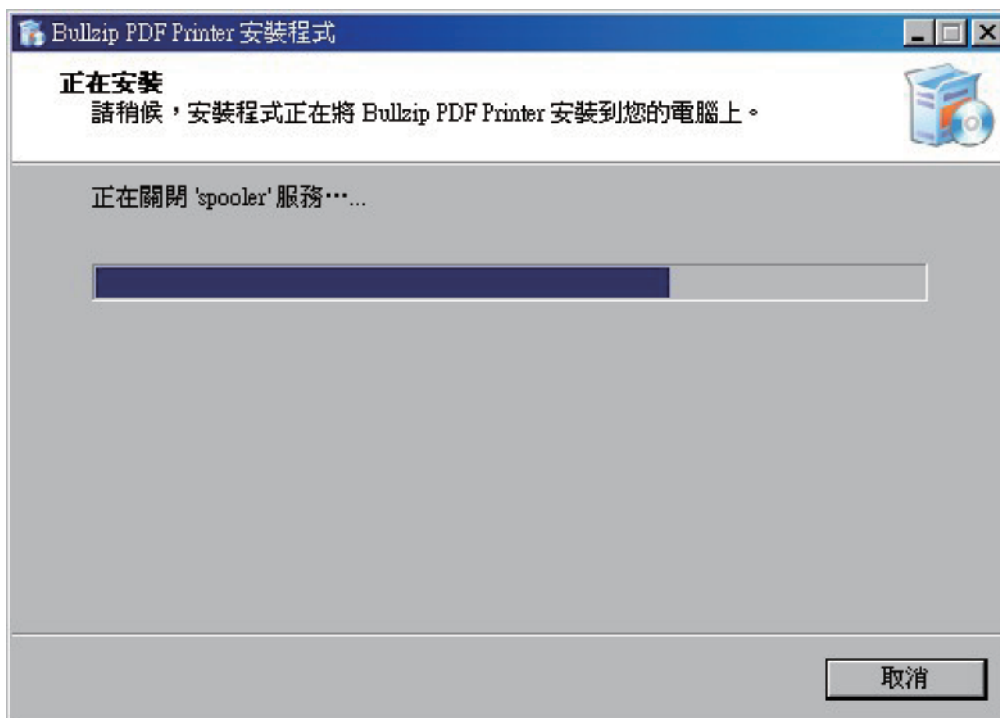 Bullzip PDF Printer 安裝程式
正在安裝
請稍候，安裝程式正在將 Bullzip PDF Printer 安裝到您的電腦上。
正在關閉 'spooler' 服務⋯...
取消